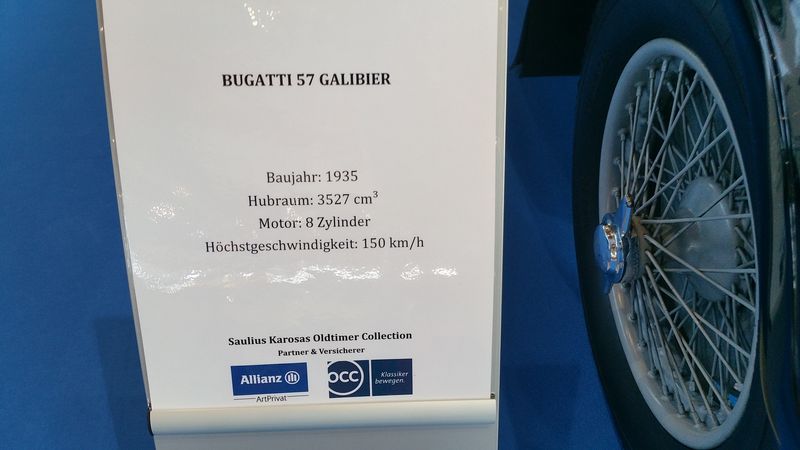 BUGATTI 57 GALIBIER
Baujahr: 1935
Hubraum: 3527 cm³
Motor: 8 Zylinder
Höchstgeschwindigkeit: 150 km/h
Saulius Karosas Oldtimer Collection
Partner & Versicherer
Allianz
ArtPrivat
OCC
Klassiker
bewegen.